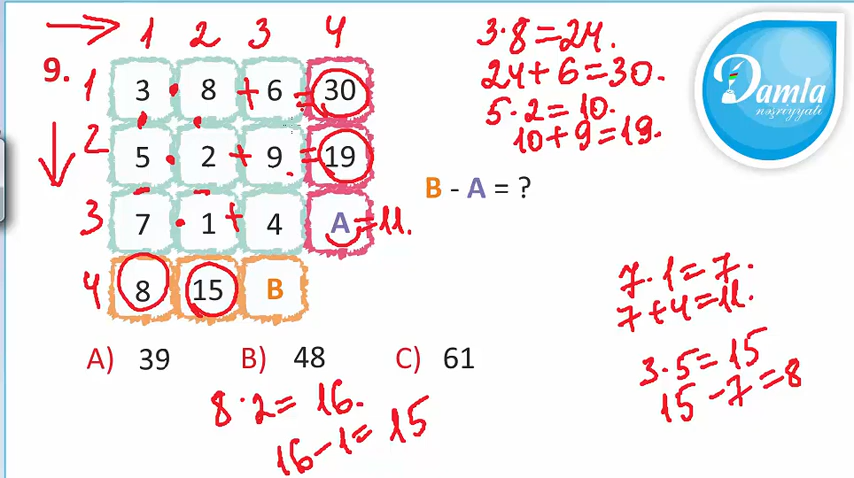 1 2 3 4
9.
1 3 · 8 + 6 = 30
2 5 · 2 + 9 = 19
3 7 · 1 + 4 A = 11.
4 8 15 B
3·8=24.
24+6=30.
5·2=10.
10+9=19.
Damla
nəşriyyatı
B - A = ?
7·1=7.
7+4=11.
3·5=15
15-7=8
A) 39 B) 48 C) 61
8·2=16.
16-1=15